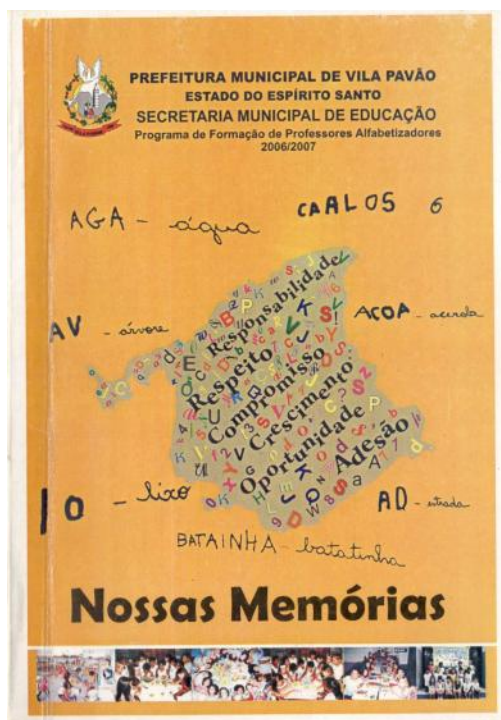 PREFEITURA MUNICIPAL DE VILA PAVÃO
ESTADO DO ESPÍRITO SANTO
SECRETARIA MUNICIPAL DE EDUCAÇÃO
Programa de Formação de Professores Alfabetizadores
2006/2007
CARLOS 6
AGA - água
Responsabilidade
AV - árvore
ACOA - acerola
Respeito
Compromisso
Crescimento
Oportunidade
Adesão
IO - lixo
AD - entrada
BATAINHA - batatinha
Nossas Memórias